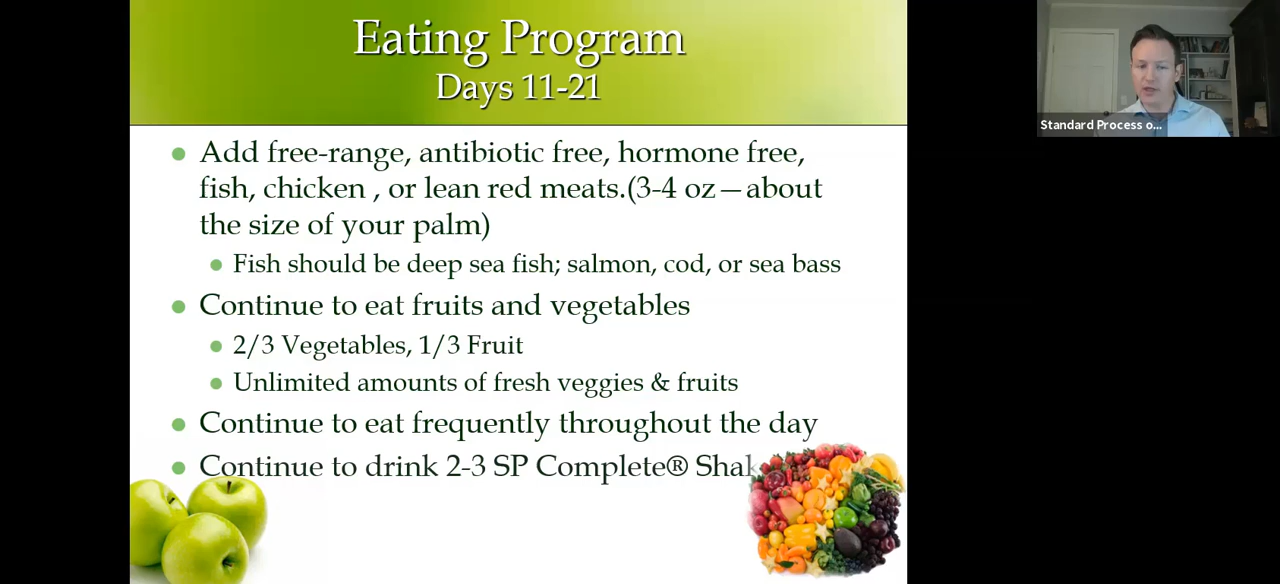 Eating Program
Days 11-21
Add free-range, antibiotic free, hormone free,
fish, chicken , or lean red meats.(3-4 oz—about
the size of your palm)
Fish should be deep sea fish; salmon, cod, or sea bass
Continue to eat fruits and vegetables
2/3 Vegetables, 1/3 Fruit
Unlimited amounts of fresh veggies & fruits
Continue to eat frequently throughout the day
Continue to drink 2-3 SP Complete®
Standard Process o...